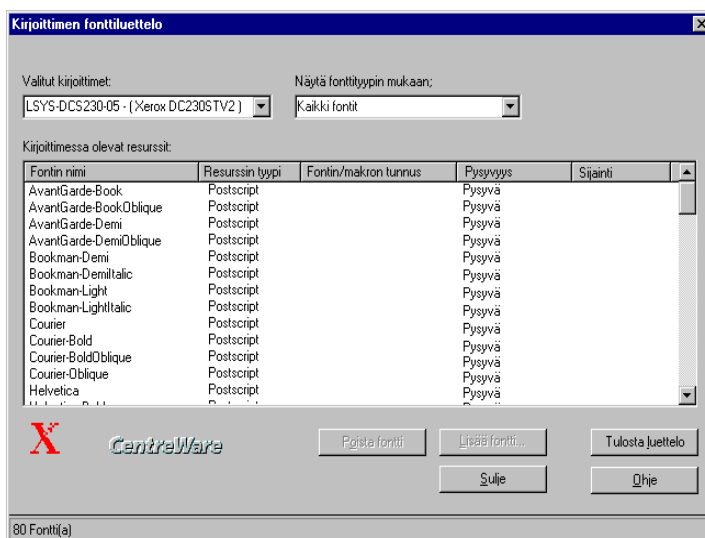 Kirjoittimen fonttiluettelo
Valitut kirjoittimet: Näytä fonttityypin mukaan;
LSYS-DCS230-05 - ( Xerox DC230STV2 ) Kaikki fontit
Kirjoittimessa olevat resurssit:
Fontin nimi Resurssin tyypi Fontin/makron tunnus Pysyvyys Sijainti
AvantGarde-Book Postscript Pysyvä
AvantGarde-BookOblique Postscript Pysyvä
AvantGarde-Demi Postscript Pysyvä
AvantGarde-DemiOblique Postscript Pysyvä
Bookman-Demi Postscript Pysyvä
Bookman-DemiItalic Postscript Pysyvä
Bookman-Light Postscript Pysyvä
Bookman-LightItalic Postscript Pysyvä
Courier Postscript Pysyvä
Courier-Bold Postscript Pysyvä
Courier-BoldOblique Postscript Pysyvä
Courier-Oblique Postscript Pysyvä
Helvetica Postscript Pysyvä
X CentreWare Poista fontti Lisää fontti... Tulosta luettelo
Sulje Ohje
80 Fontti(a)